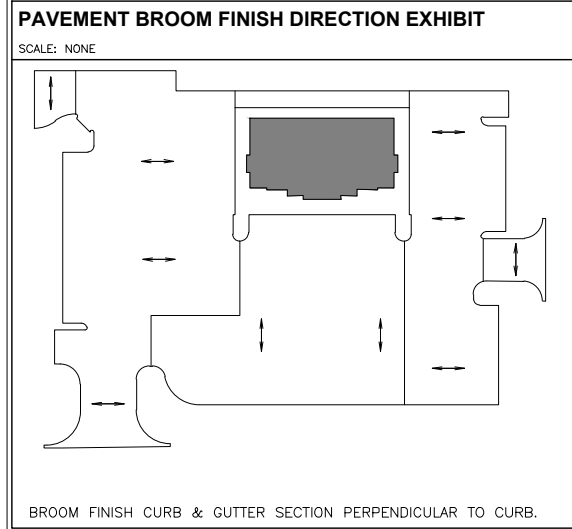 PAVEMENT BROOM FINISH DIRECTION EXHIBIT
SCALE: NONE
BROOM FINISH CURB & GUTTER SECTION PERPENDICULAR TO CURB.